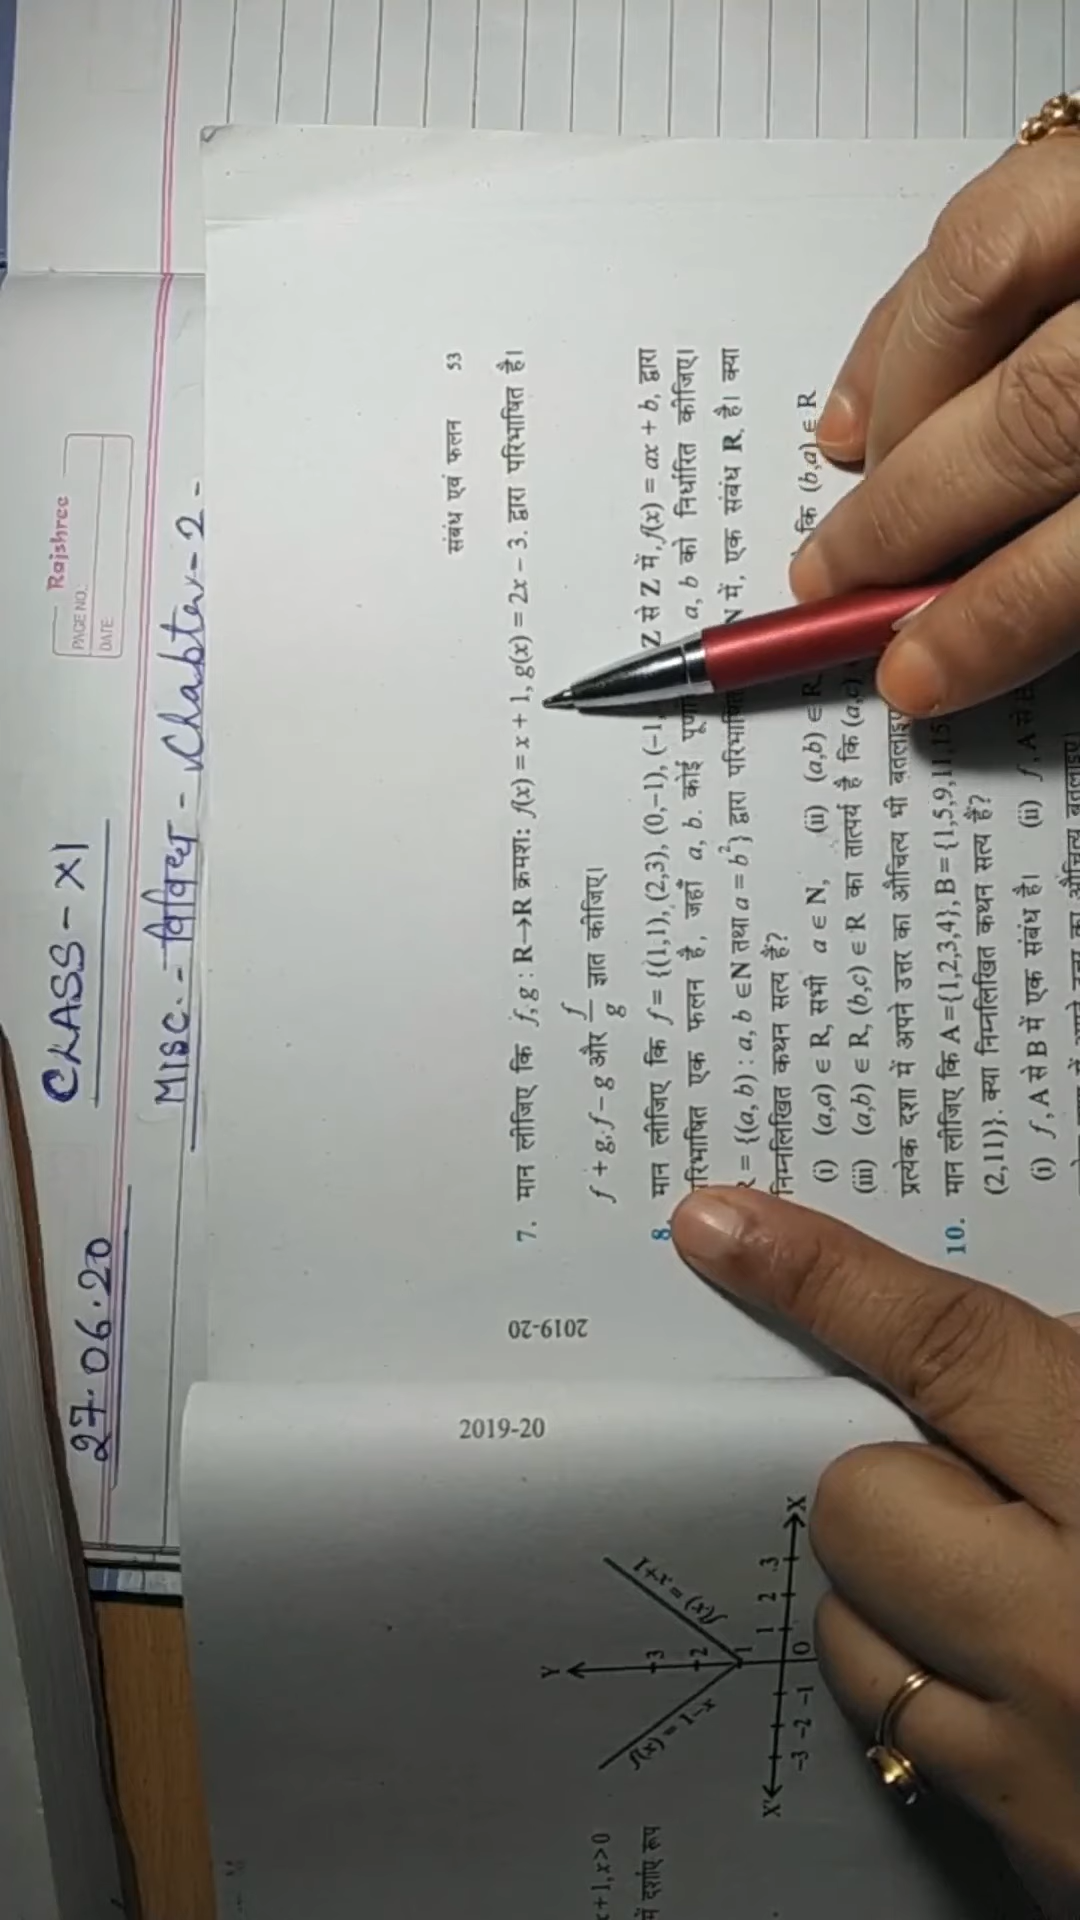 27.06.20
CLASS - XI
Rajshree
PAGE NO.
DATE
Misc. - विविध - Chapter - 2 -
संबंध एवं फलन 53
7. मान लीजिए कि f, g : R→R क्रमशः f(x) = x + 1, g(x) = 2x – 3. द्वारा परिभाषित है।
f + g, f – g और f/g ज्ञात कीजिए।
8. मान लीजिए कि f = {(1,1), (2,3), (0,–1), (–1, Z से Z में, f(x) = ax + b, द्वारा
परिभाषित एक फलन है, जहाँ a, b. कोई a, b को निर्धारित कीजिए।
R = {(a, b) : a, b ∈N तथा a = b²} द्वारा परिभाषित N में, एक संबंध R, है। क्या
निम्नलिखित कथन सत्य हैं?
(i) (a,a) ∈ R, सभी a ∈ N, (ii) (a,b) ∈ R, कि (b,a) ∈ R
(iii) (a,b) ∈ R, (b,c) ∈ R का तात्पर्य है कि (a,c)
प्रत्येक दशा में अपने उत्तर का औचित्य भी बतलाइए
10. मान लीजिए कि A={1,2,3,4}, B = {1,5,9,11,15
(2,11)}. क्या निम्नलिखित कथन सत्य हैं?
(i) f, A से B में एक संबंध है। (ii) f, A से
2019-20
2019-20
Y
3
2
1
f(x) = 1–x
f(x) = x+1
X' –3 –2 –1 0 1 2 3 X
x + 1, x > 0
में दर्शाए रूप